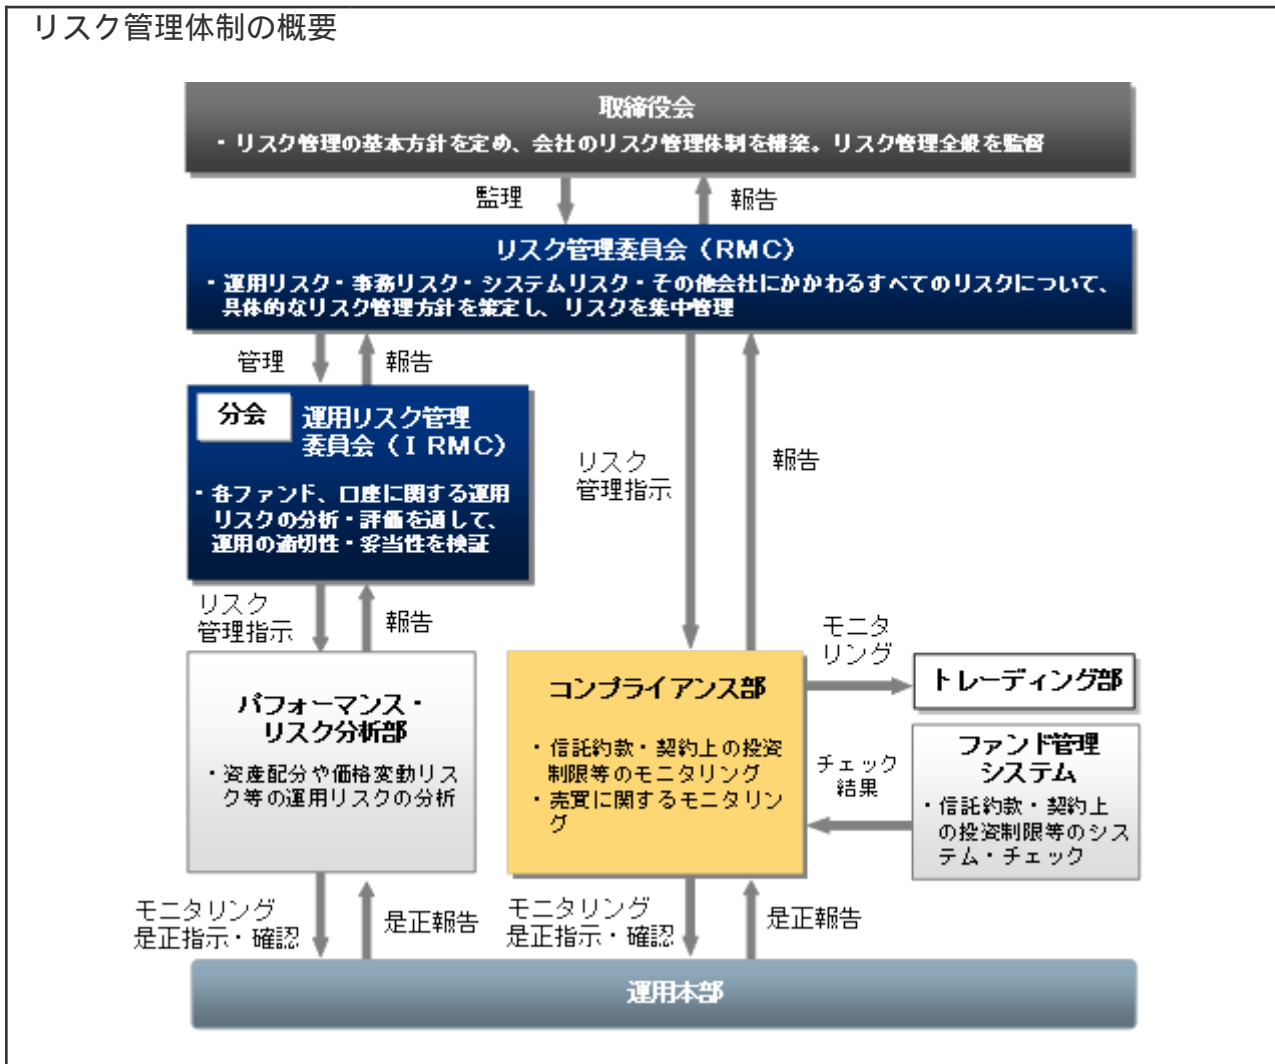 リスク管理体制の概要
取締役会
・リスク管理の基本方針を定め、会社のリスク管理体制を構築。リスク管理全般を監督
監理
報告
リスク管理委員会（RMC）
・運用リスク・事務リスク・システムリスク・その他会社にかかわるすべてのリスクについて、
具体的なリスク管理方針を策定し、リスクを集中管理
管理
報告
分会
運用リスク管理
委員会（IRMC）
・各ファンド、口座に関する運用
リスクの分析・評価を通して、
運用の適切性・妥当性を検証
リスク
管理指示
報告
リスク
管理指示
報告
パフォーマンス・
リスク分析部
・資産配分や価格変動リス
ク等の運用リスクの分析
コンプライアンス部
・信託約款・契約上の投資
制限等のモニタリング
・売買に関するモニタリン
グ
モニタ
リング
トレーディング部
チェック
結果
ファンド管理
システム
・信託約款・契約上
の投資制限等のシス
テム・チェック
モニタリング
是正指示・確認
是正報告
モニタリング
是正指示・確認
是正報告
運用本部